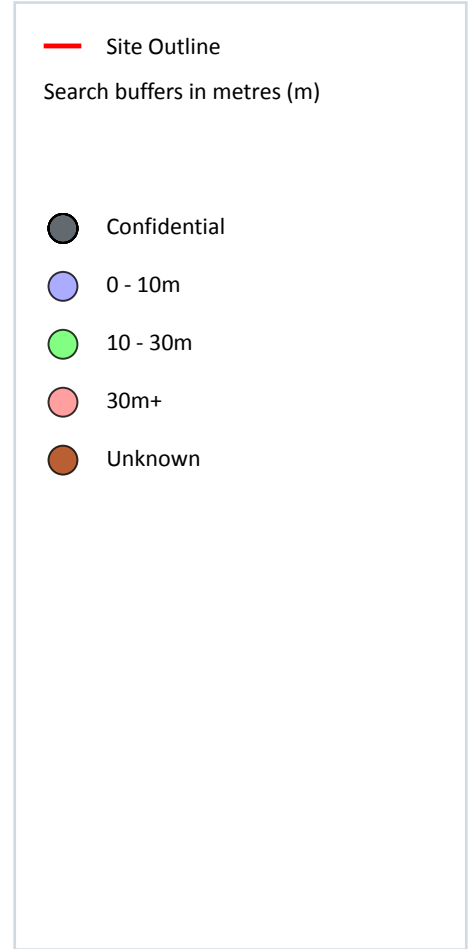 Site Outline
Search buffers in metres (m)
Confidential
0 - 10m
10 - 30m
30m+
Unknown